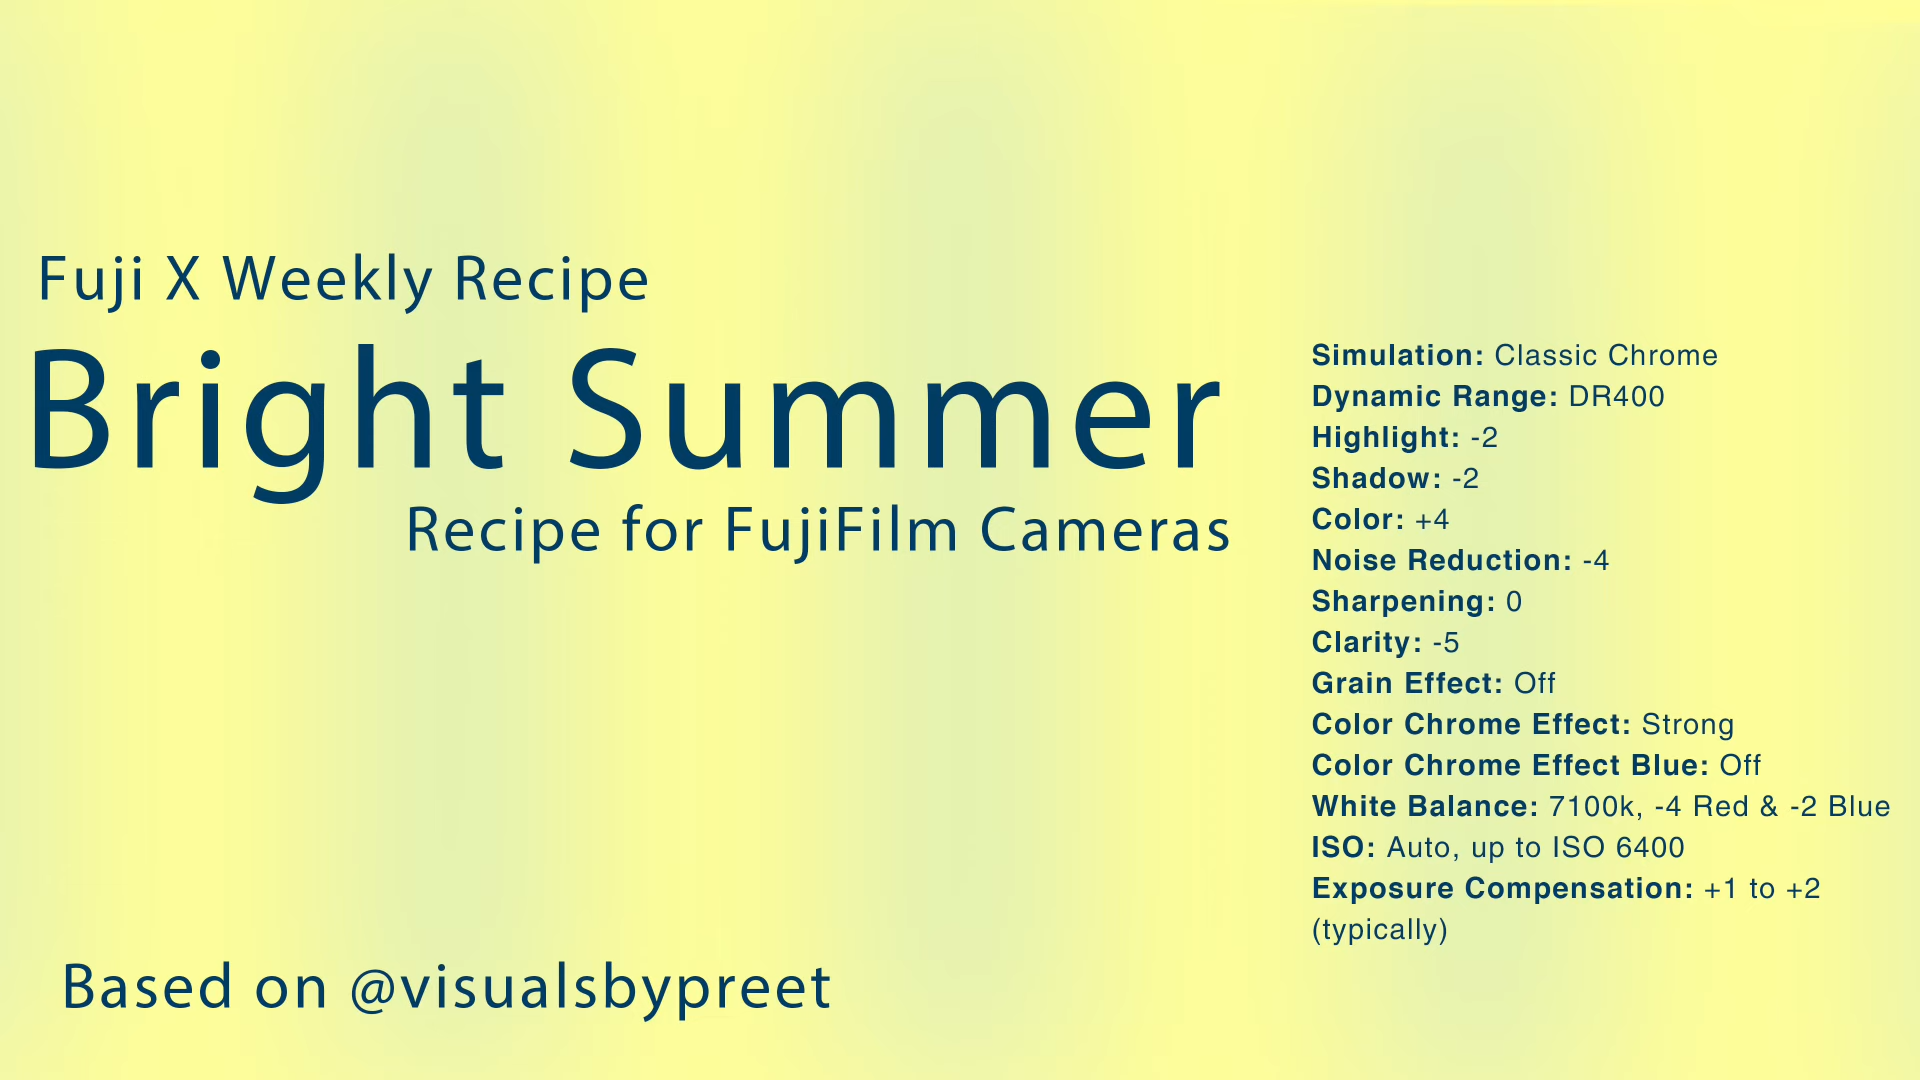 Fuji X Weekly Recipe
Bright Summer
Recipe for FujiFilm Cameras
Simulation: Classic Chrome
Dynamic Range: DR400
Highlight: -2
Shadow: -2
Color: +4
Noise Reduction: -4
Sharpening: 0
Clarity: -5
Grain Effect: Off
Color Chrome Effect: Strong
Color Chrome Effect Blue: Off
White Balance: 7100k, -4 Red & -2 Blue
ISO: Auto, up to ISO 6400
Exposure Compensation: +1 to +2
(typically)
Based on @visualsbypreet